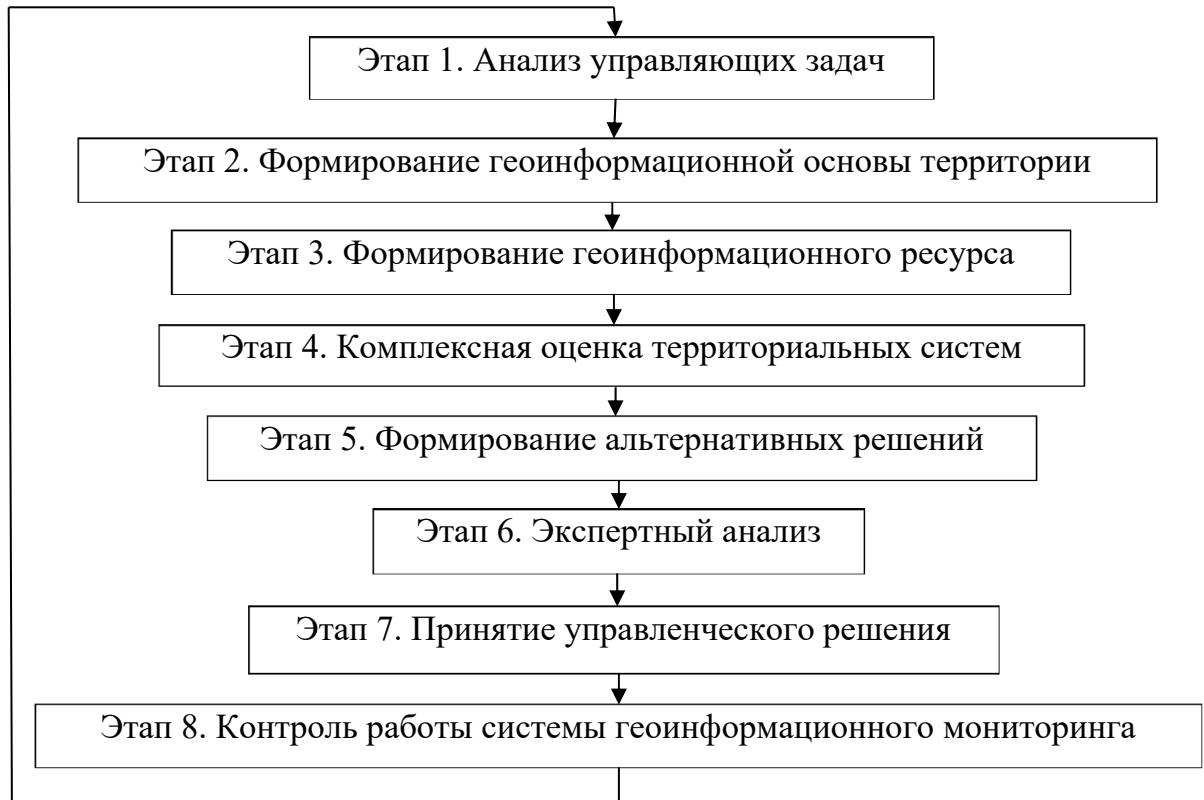 Этап 1. Анализ управляющих задач
Этап 2. Формирование геоинформационной основы территории
Этап 3. Формирование геоинформационного ресурса
Этап 4. Комплексная оценка территориальных систем
Этап 5. Формирование альтернативных решений
Этап 6. Экспертный анализ
Этап 7. Принятие управленческого решения
Этап 8. Контроль работы системы геоинформационного мониторинга